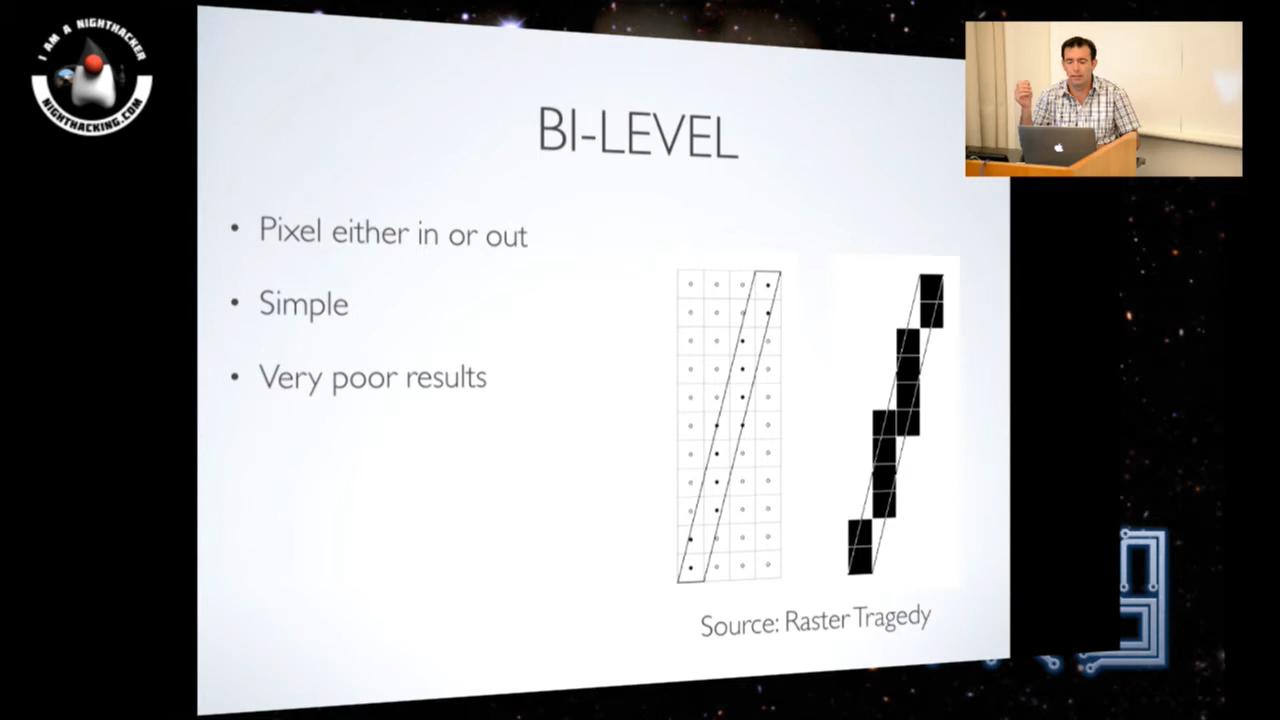 I AM A NIGHTHACKER
NIGHTHACKING.COM
BI-LEVEL
• Pixel either in or out
• Simple
• Very poor results
Source: Raster Tragedy